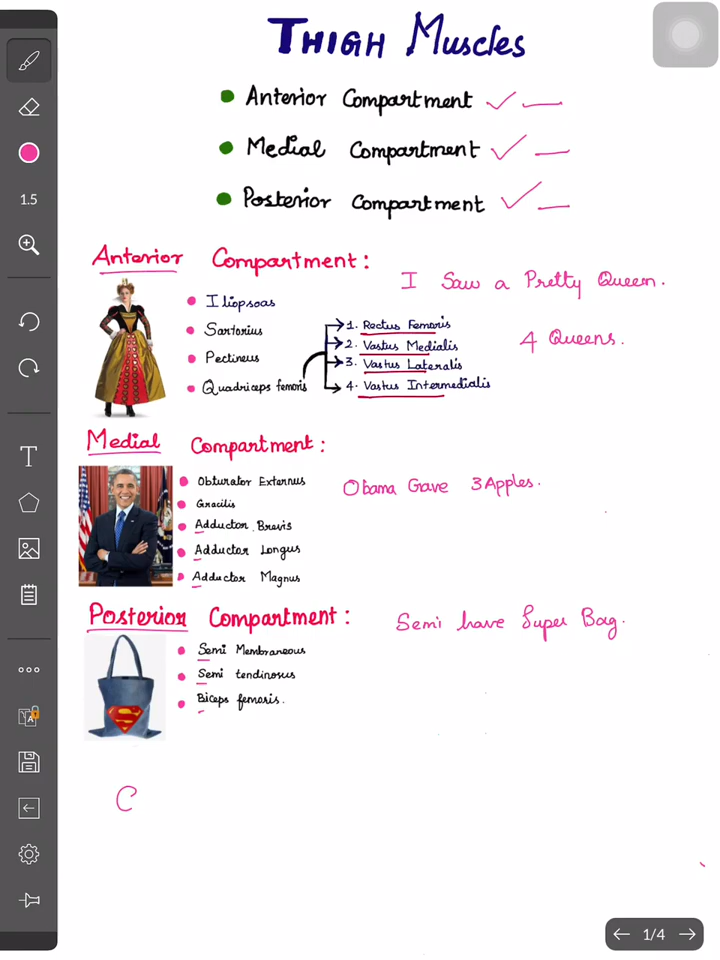 THIGH Muscles
Anterior Compartment
Medial Compartment
Posterior Compartment
Anterior Compartment:
I Saw a Pretty Queen.
Iliopsoas
Sartorius
Pectineus
Quadricaps femoris
1. Rectus Femoris
2. Vastus Medialis
3. Vastus Lateralis
4. Vastus Intermedialis
4 Queens.
Medial Compartment:
Obturator Externus
Gracilis
Adductor Brevis
Adductor Longus
Adductor Magnus
Obama Gave 3 Apples.
Posterior Compartment:
Semi have Super Bag.
Semi Membraneous
Semi tendinosus
Biceps femoris.
C
1.5
T
1/4